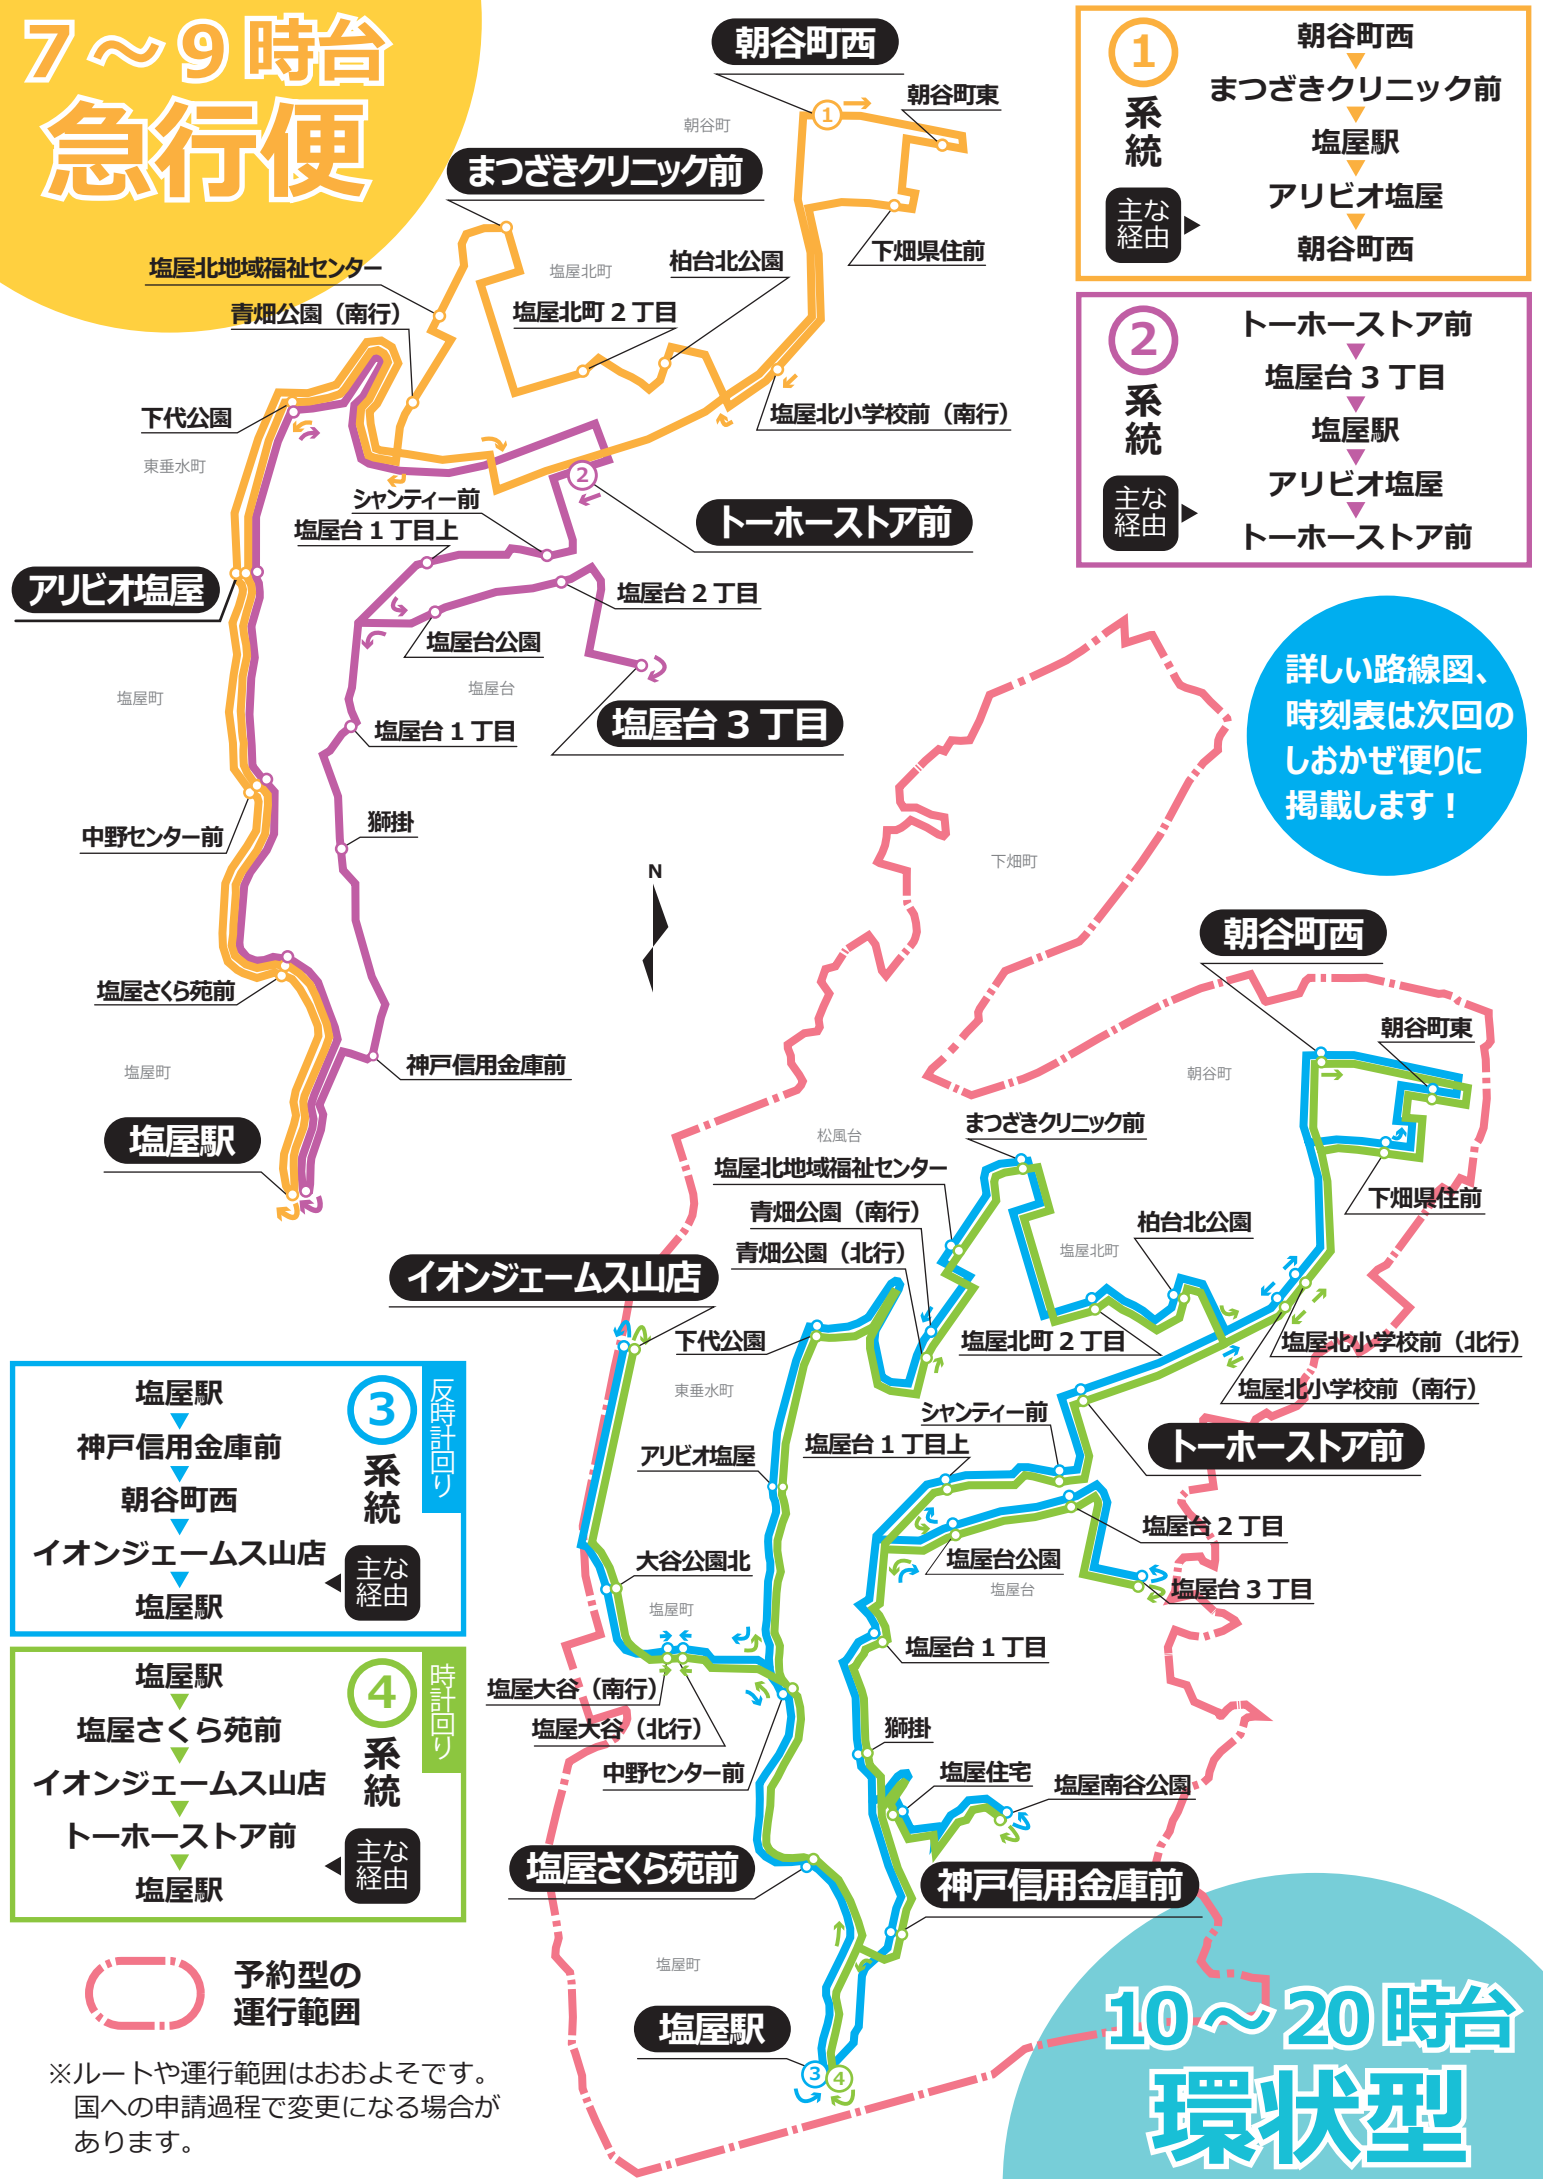 7～9時台
急行便
朝谷町西
朝谷町東
朝谷町
まつざきクリニック前
下畑県住前
塩屋北地域福祉センター
塩屋北町
柏台北公園
青畑公園（南行）
塩屋北町２丁目
下代公園
塩屋北小学校前（南行）
東垂水町
1
2
シャンティー前
塩屋台１丁目上
トーホーストア前
アリビオ塩屋
塩屋台２丁目
塩屋台公園
塩屋町
塩屋台
塩屋台３丁目
塩屋台１丁目
中野センター前
獅掛
塩屋さくら苑前
神戸信用金庫前
塩屋町
塩屋駅
N
1
系統
主な
経由
朝谷町西
まつざきクリニック前
塩屋駅
アリビオ塩屋
朝谷町西
2
系統
主な
経由
トーホーストア前
塩屋台３丁目
塩屋駅
アリビオ塩屋
トーホーストア前
詳しい路線図、
時刻表は次回の
しおかぜ便りに
掲載します！
下畑町
朝谷町西
朝谷町東
朝谷町
松風台
まつざきクリニック前
塩屋北地域福祉センター
下畑県住前
青畑公園（南行）
柏台北公園
青畑公園（北行）
塩屋北町
イオンジェームス山店
下代公園
塩屋北町２丁目
塩屋北小学校前（北行）
東垂水町
塩屋北小学校前（南行）
シャンティー前
塩屋台１丁目上
トーホーストア前
アリビオ塩屋
塩屋台２丁目
大谷公園北
塩屋台公園
塩屋台
塩屋台３丁目
塩屋町
塩屋台１丁目
塩屋大谷（南行）
塩屋大谷（北行）
獅掛
中野センター前
塩屋住宅
塩屋南谷公園
塩屋さくら苑前
神戸信用金庫前
塩屋町
塩屋駅
3
4
塩屋駅
神戸信用金庫前
朝谷町西
イオンジェームス山店
塩屋駅
3
系統
主な
経由
反時計回り
塩屋駅
塩屋さくら苑前
イオンジェームス山店
トーホーストア前
塩屋駅
4
系統
主な
経由
時計回り
予約型の
運行範囲
※ルートや運行範囲はおおよそです。
国への申請過程で変更になる場合が
あります。
10～20時台
環状型